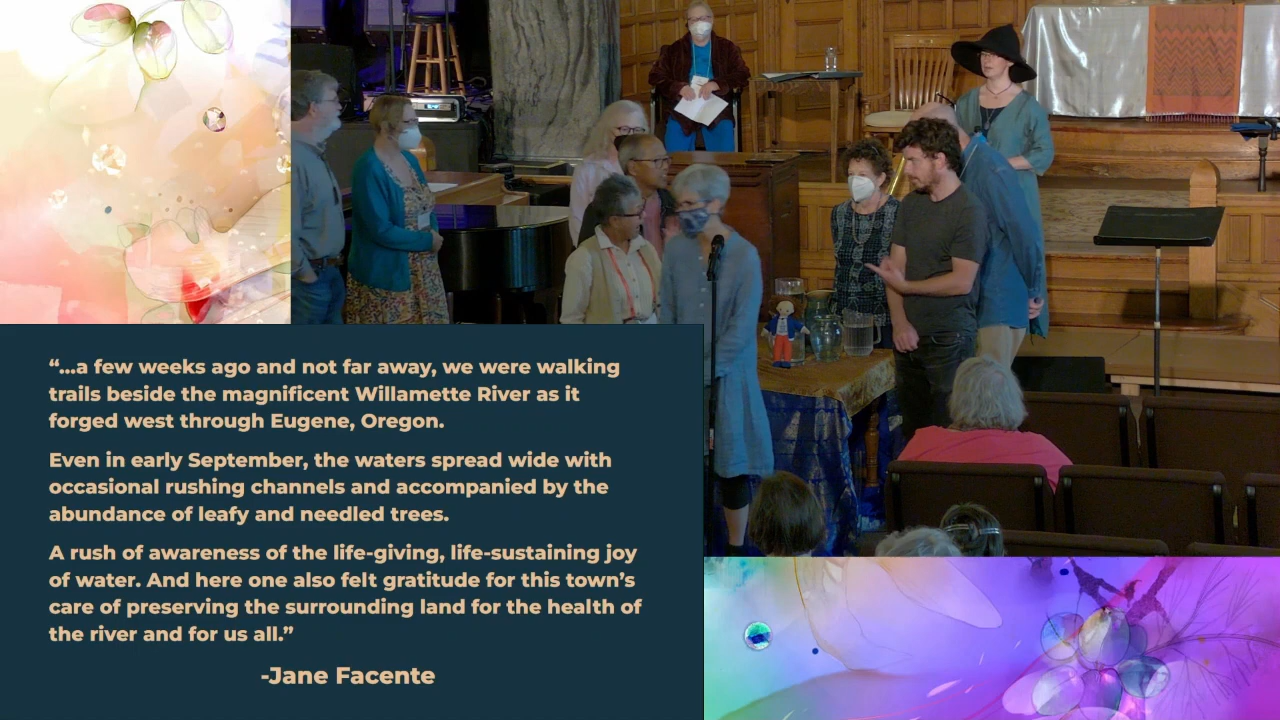 “...a few weeks ago and not far away, we were walking
trails beside the magnificent Willamette River as it
forged west through Eugene, Oregon.
Even in early September, the waters spread wide with
occasional rushing channels and accompanied by the
abundance of leafy and needled trees.
A rush of awareness of the life-giving, life-sustaining joy
of water. And here one also felt gratitude for this town’s
care of preserving the surrounding land for the health of
the river and for us all.”
-Jane Facente